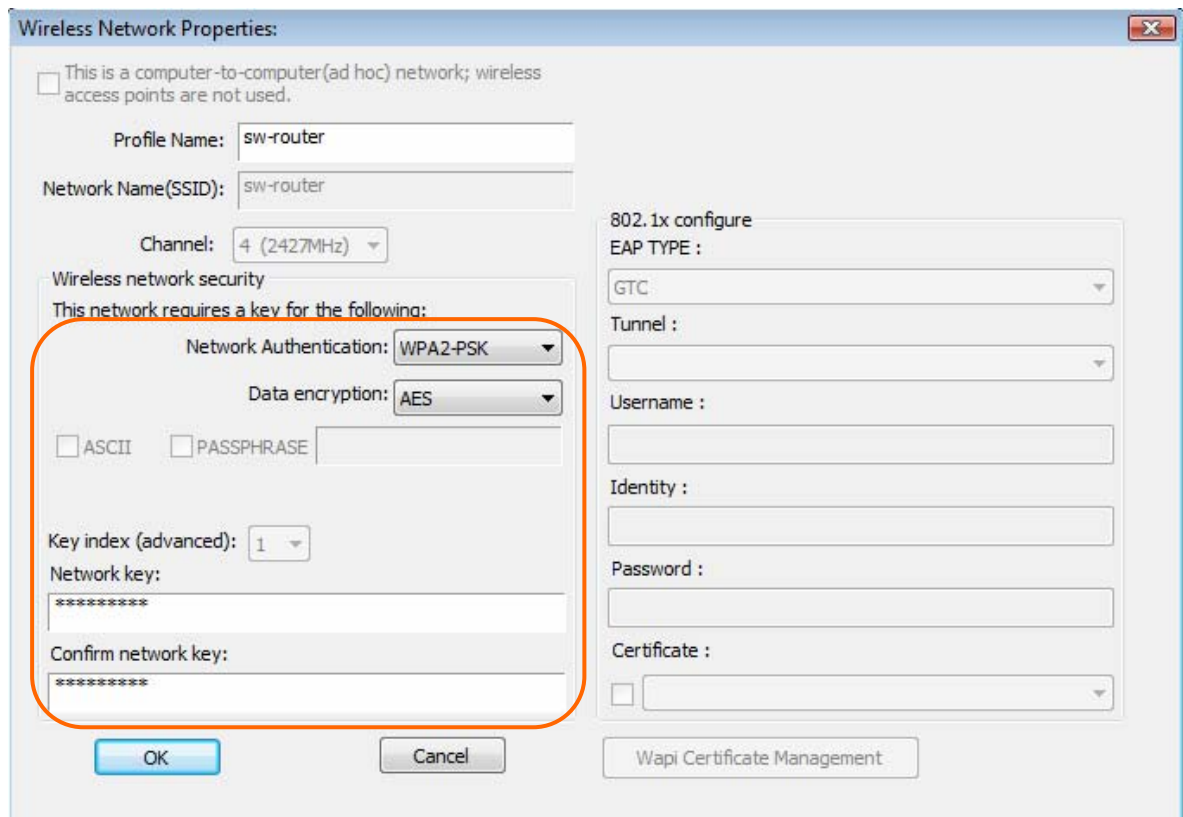 Wireless Network Properties:
This is a computer-to-computer(ad hoc) network; wireless
access points are not used.
Profile Name: sw-router
Network Name(SSID): sw-router
Channel: 4 (2427MHz)
Wireless network security
This network requires a key for the following:
Network Authentication: WPA2-PSK
Data encryption: AES
ASCII PASSPHRASE
Key index (advanced): 1
Network key:
*********
Confirm network key:
*********
802.1x configure
EAP TYPE :
GTC
Tunnel :
Username :
Identity :
Password :
Certificate :
OK Cancel Wapi Certificate Management